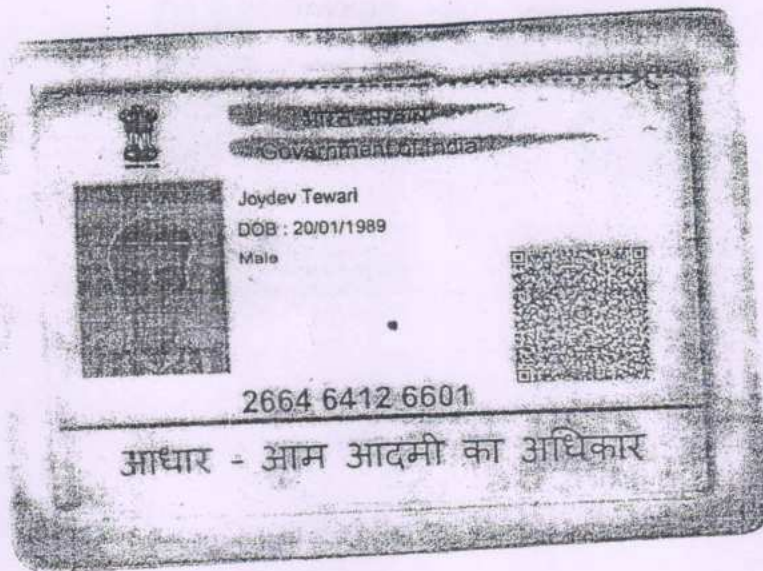 भारत सरकार
Government of India
Joydev Tewari
DOB : 20/01/1989
Male
2664 6412 6601
आधार - आम आदमी का अधिकार